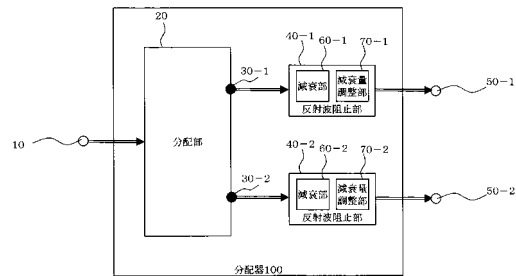 20
40-1 60-1 70-1
30-1
減衰部
減衰量
調整部
反射波阻止部
50-1
10
分配部
40-2 60-2 70-2
30-2
減衰部
減衰量
調整部
反射波阻止部
50-2
分配器100